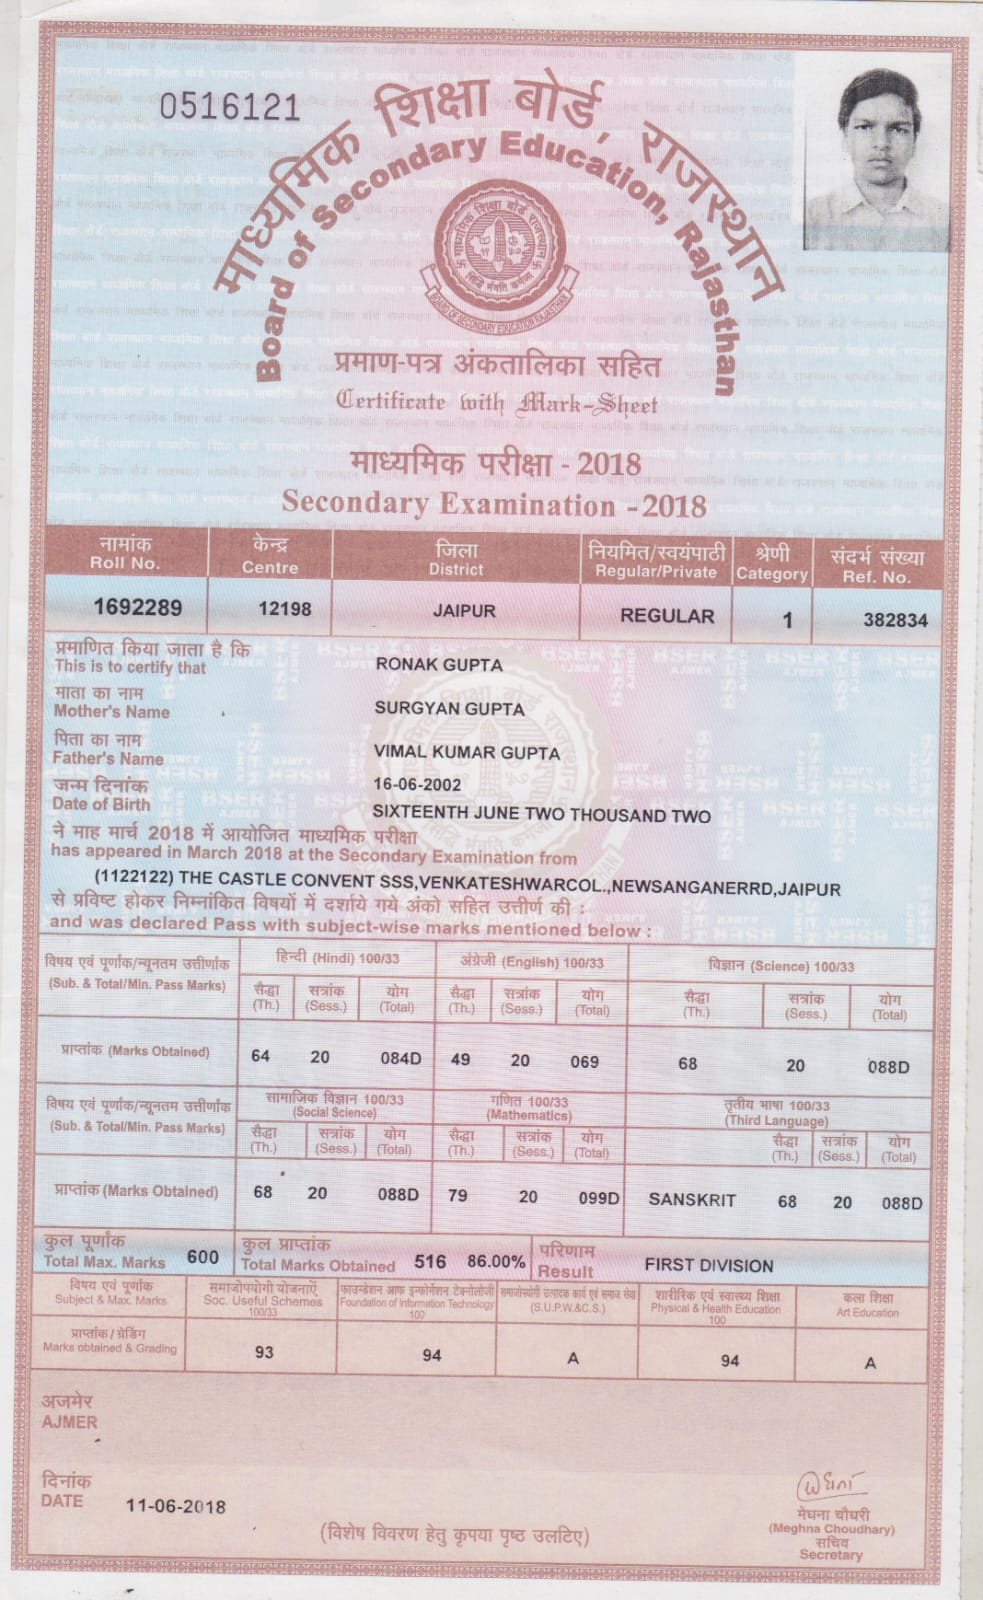 0516121
माध्यमिक शिक्षा बोर्ड, राजस्थान
Board of Secondary Education, Rajasthan
माध्यमिक शिक्षा बोर्ड राजस्थान
BOARD OF SECONDARY EDUCATION RAJASTHAN
प्रमाण-पत्र अंकतालिका सहित
Certificate with Mark-Sheet
माध्यमिक परीक्षा - 2018
Secondary Examination - 2018
नामांक केन्द्र जिला नियमित/स्वयंपाठी श्रेणी संदर्भ संख्या
Roll No. Centre District Regular/Private Category Ref. No.
1692289 12198 JAIPUR REGULAR 1 382834
प्रमाणित किया जाता है कि
This is to certify that RONAK GUPTA
माता का नाम
Mother's Name SURGYAN GUPTA
पिता का नाम
Father's Name VIMAL KUMAR GUPTA
जन्म दिनांक 16-06-2002
Date of Birth SIXTEENTH JUNE TWO THOUSAND TWO
ने माह मार्च 2018 में आयोजित माध्यमिक परीक्षा
has appeared in March 2018 at the Secondary Examination from
(1122122) THE CASTLE CONVENT SSS,VENKATESHWARCOL.,NEWSANGANERRD,JAIPUR
से प्रविष्ट होकर निम्नांकित विषयों में दर्शाये गये अंको सहित उत्तीर्ण की :
and was declared Pass with subject-wise marks mentioned below :
विषय एवं पूर्णांक/न्यूनतम उत्तीर्णांक हिन्दी (Hindi) 100/33 अंग्रेजी (English) 100/33 विज्ञान (Science) 100/33
(Sub. & Total/Min. Pass Marks) सैद्धा सत्रांक योग सैद्धा सत्रांक योग सैद्धा सत्रांक योग
(Th.) (Sess.) (Total) (Th.) (Sess.) (Total) (Th.) (Sess.) (Total)
प्राप्तांक (Marks Obtained) 64 20 084D 49 20 069 68 20 088D
विषय एवं पूर्णांक/न्यूनतम उत्तीर्णांक सामाजिक विज्ञान 100/33 गणित 100/33 तृतीय भाषा 100/33
(Sub. & Total/Min. Pass Marks) (Social Science) (Mathematics) (Third Language)
सैद्धा सत्रांक योग सैद्धा सत्रांक योग सैद्धा सत्रांक योग
(Th.) (Sess.) (Total) (Th.) (Sess.) (Total) (Th.) (Sess.) (Total)
प्राप्तांक (Marks Obtained) 68 20 088D 79 20 099D SANSKRIT 68 20 088D
कुल पूर्णांक कुल प्राप्तांक परिणाम
Total Max. Marks 600 Total Marks Obtained 516 86.00% Result FIRST DIVISION
विषय एवं पूर्णांक समाजोपयोगी योजनाऐं फाउन्डेशन आफ इन्फोर्मेशन टेक्नोलोजी समाजोपयोगी उत्पादक कार्य एवं समाज सेवा शारीरिक एवं स्वास्थ्य शिक्षा कला शिक्षा
Subject & Max. Marks Soc. Useful Schemes Foundation of Information Technology (S.U.P.W.&C.S.) Physical & Health Education Art Education
100/33 100 100
प्राप्तांक / ग्रेडिंग
Marks obtained & Grading 93 94 A 94 A
अजमेर
AJMER
दिनांक
DATE 11-06-2018
(विशेष विवरण हेतु कृपया पृष्ठ उलटिए)
मेघना चौधरी
(Meghna Choudhary)
सचिव
Secretary